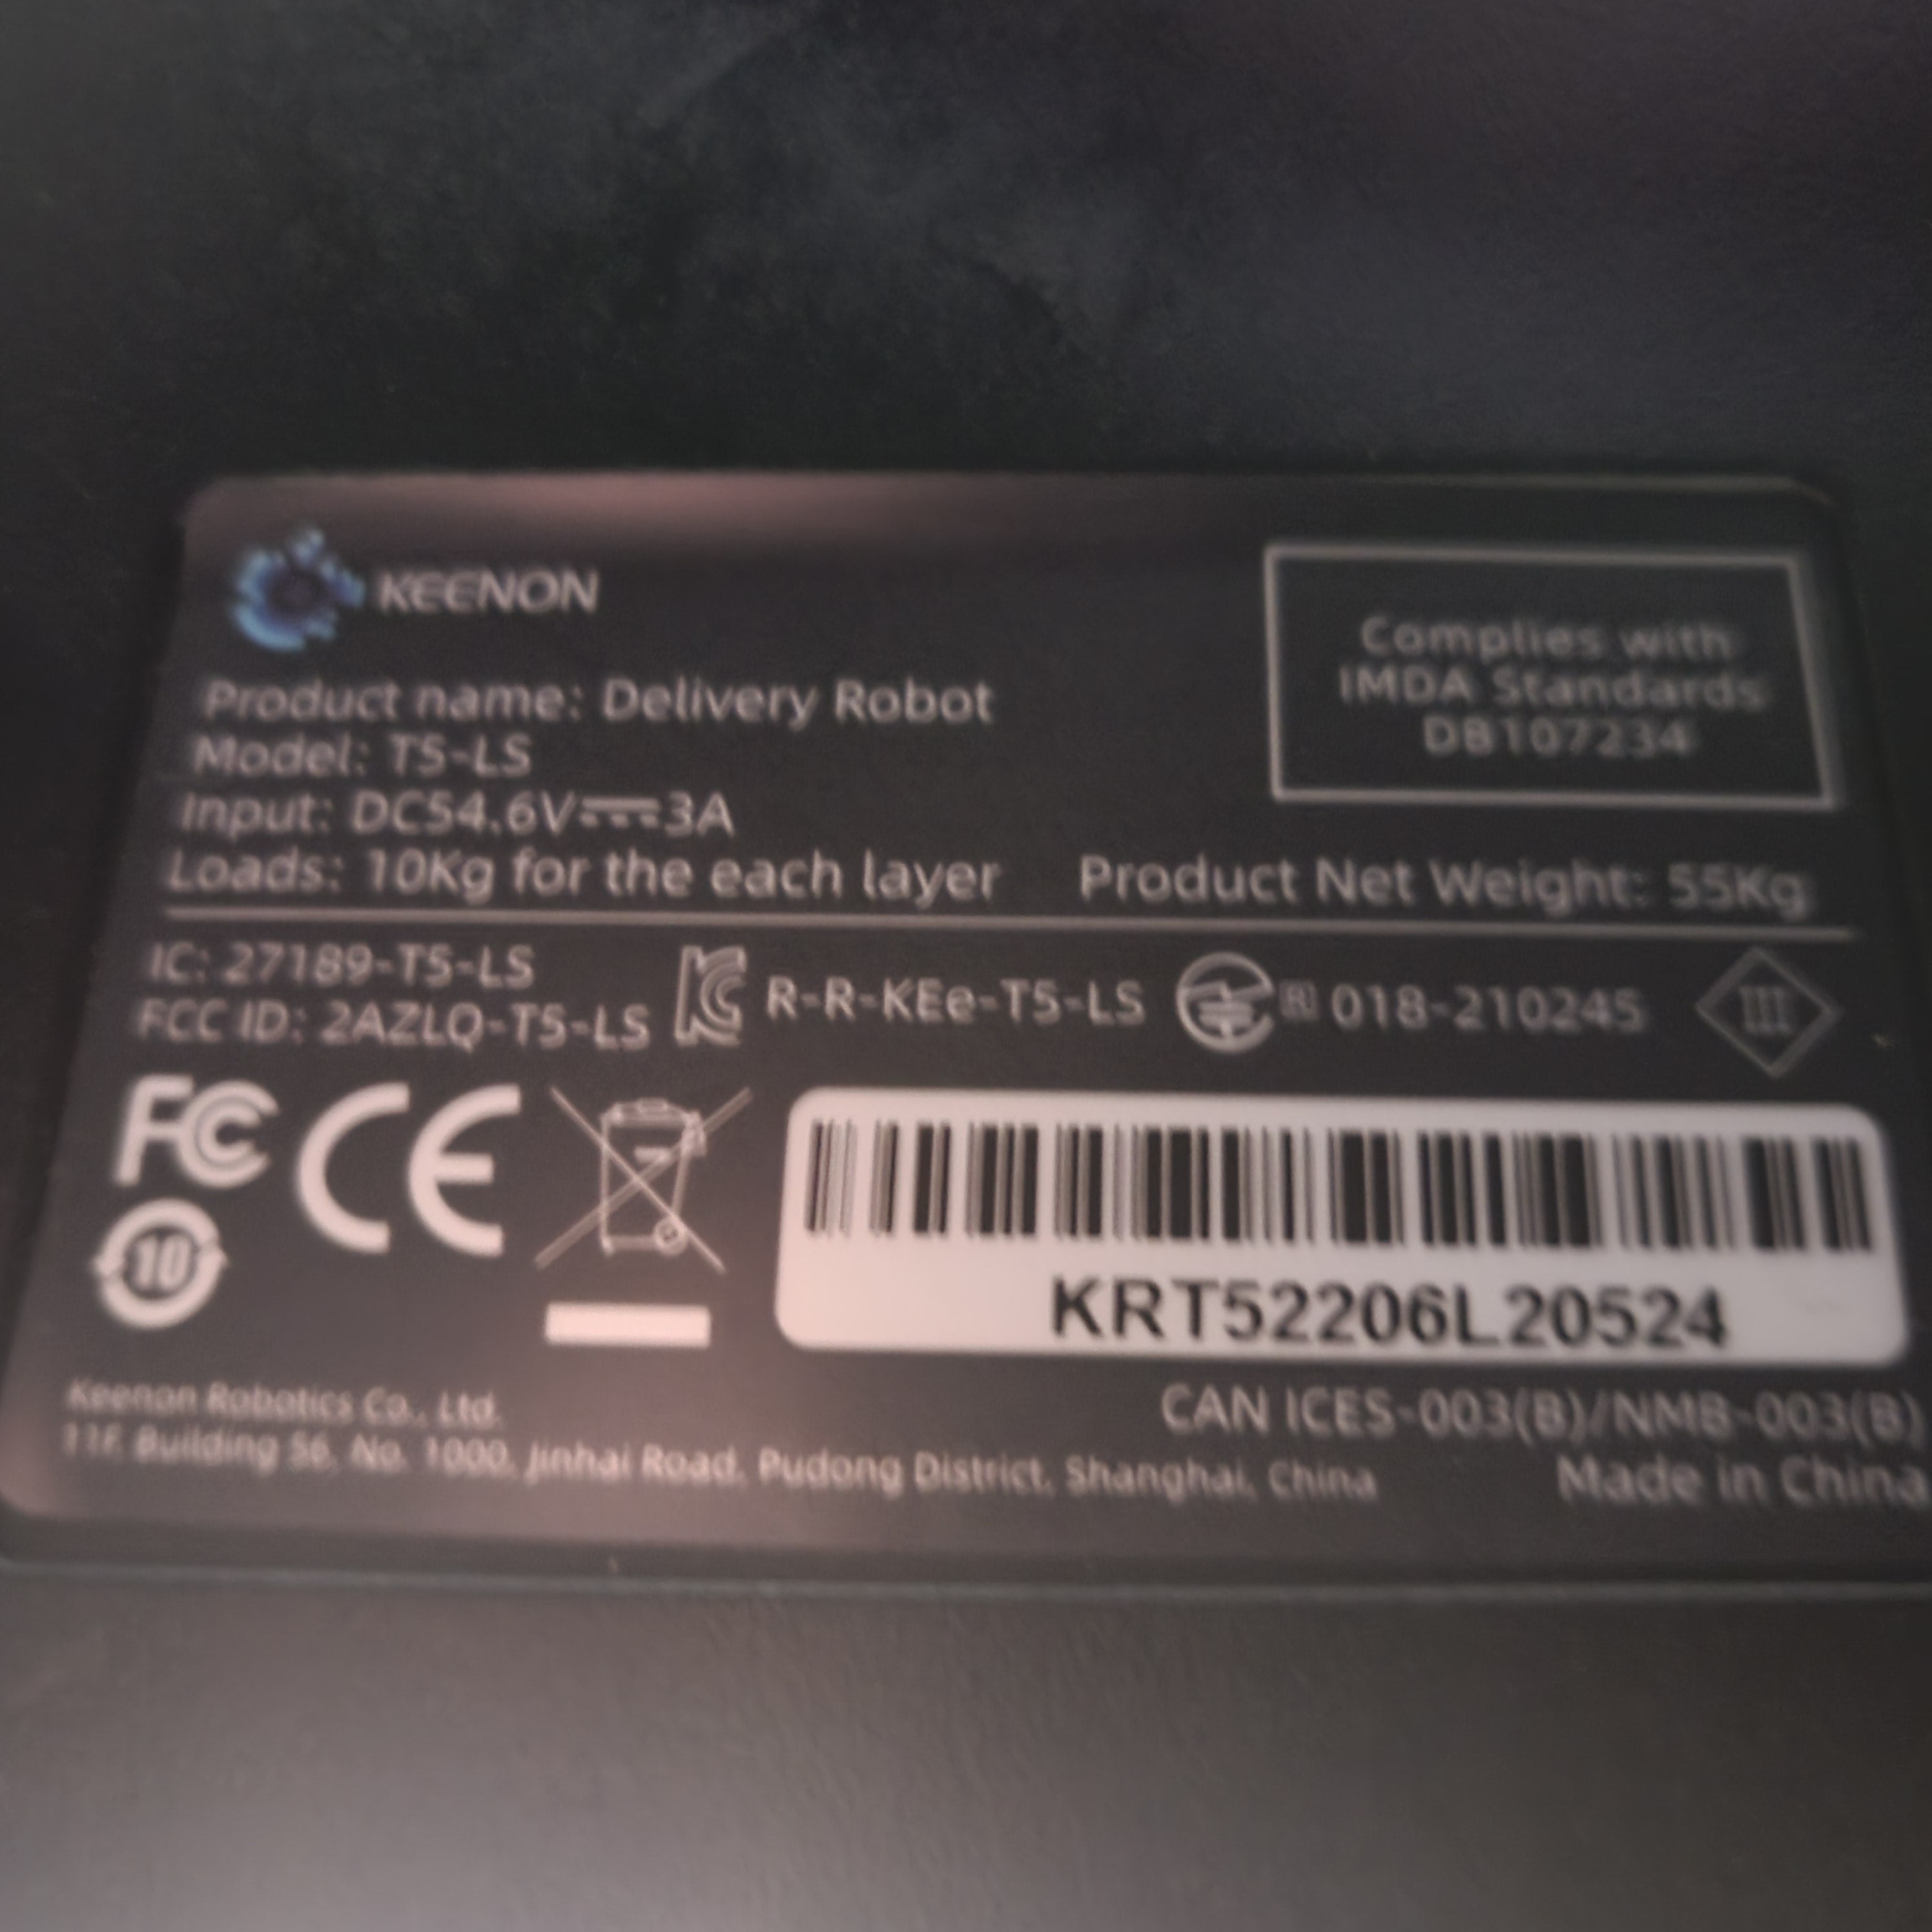 KEENON
Complies with
IMDA Standards
DB107234
Product name: Delivery Robot
Model: T5-LS
Input: DC54.6V⎓3A
Loads: 10Kg for the each layer
Product Net Weight: 55Kg
IC: 27189-T5-LS
FCC ID: 2AZLQ-T5-LS
R-R-KEe-T5-LS
R 018-210245
III
FC CE
10
KRT52206L20524
Keenon Robotics Co., Ltd.
11F, Building 56, No. 1000, Jinhai Road, Pudong District, Shanghai, China
CAN ICES-003(B)/NMB-003(B)
Made in China